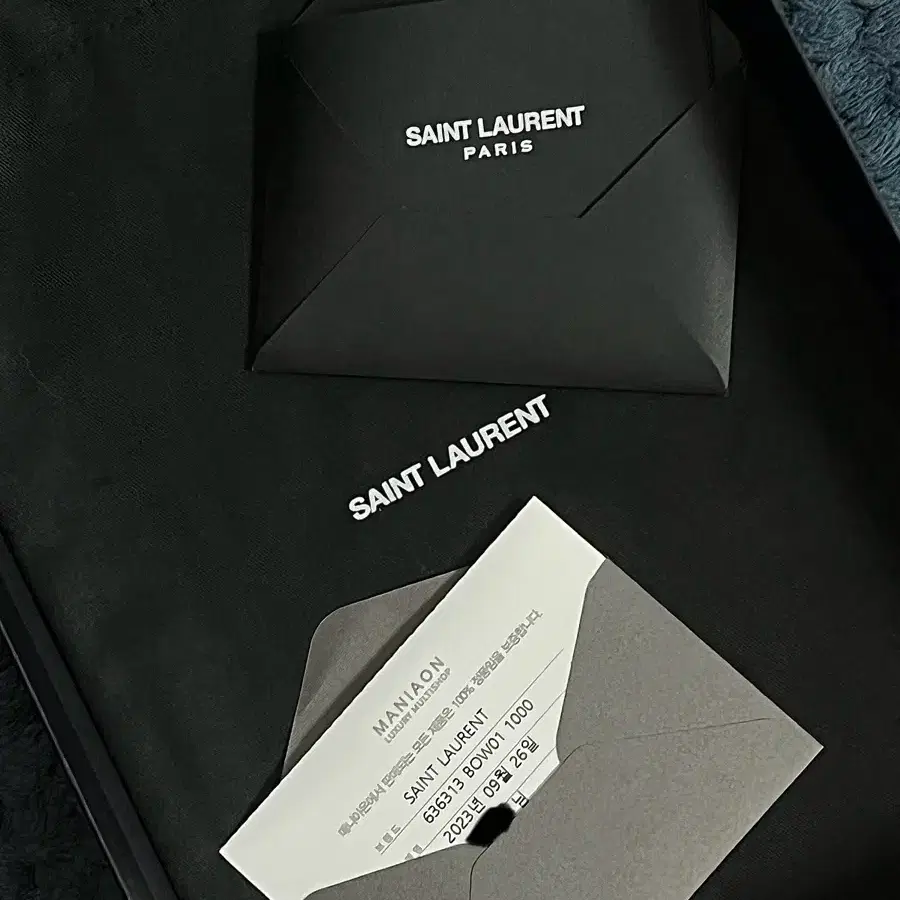 SAINT LAURENT
PARIS
SAINT LAURENT
MANIAON
LUXURY MULTISHOP
매니아온에서 판매되는 모든 제품은 100% 정품임을 보증합니다.
브랜드 SAINT LAURENT
636313 BOW01 1000
2023년 09월 26일
님